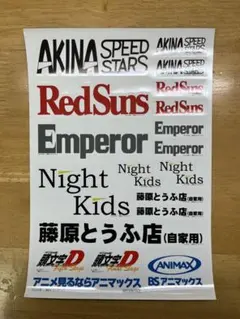 AKINA SPEED STARS
AKINA SPEED STARS
AKINA SPEED STARS
RedSuns
RedSuns
RedSuns
Emperor
Emperor
Emperor
Night Kids
Night Kids
Night Kids
藤原とうふ店(自家用)
藤原とうふ店(自家用)
藤原とうふ店(自家用)
頭文字D
頭文字D
ANIMAX
アニメ見るならアニマックス
BSアニマックス